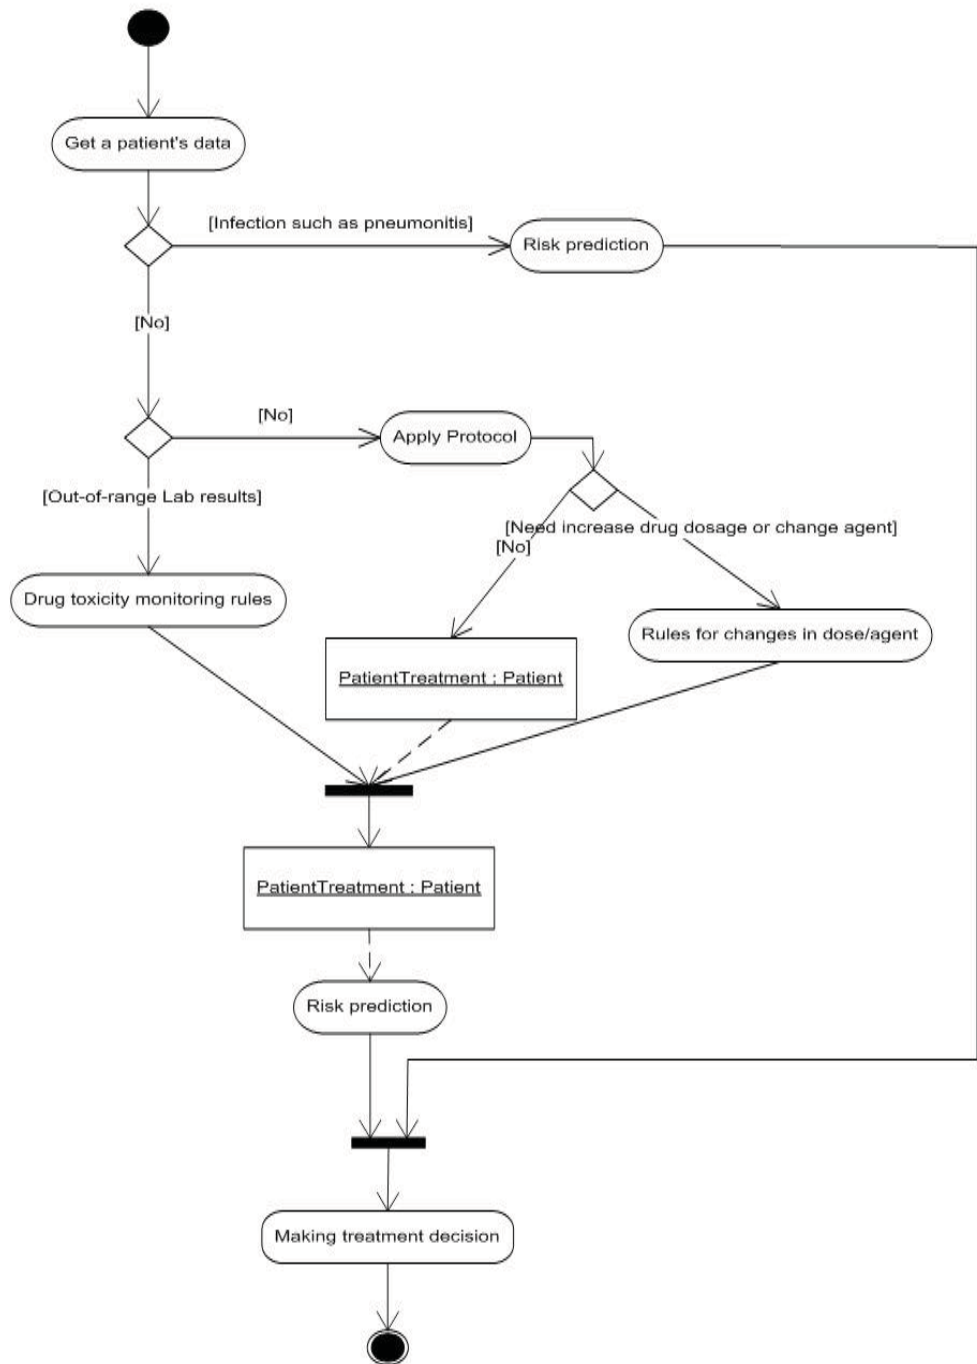 Get a patient's data
[Infection such as pneumonitis]
Risk prediction
[No]
[No]
Apply Protocol
[Out-of-range Lab results]
[Need increase drug dosage or change agent]
[No]
Drug toxicity monitoring rules
Rules for changes in dose/agent
PatientTreatment : Patient
PatientTreatment : Patient
Risk prediction
Making treatment decision